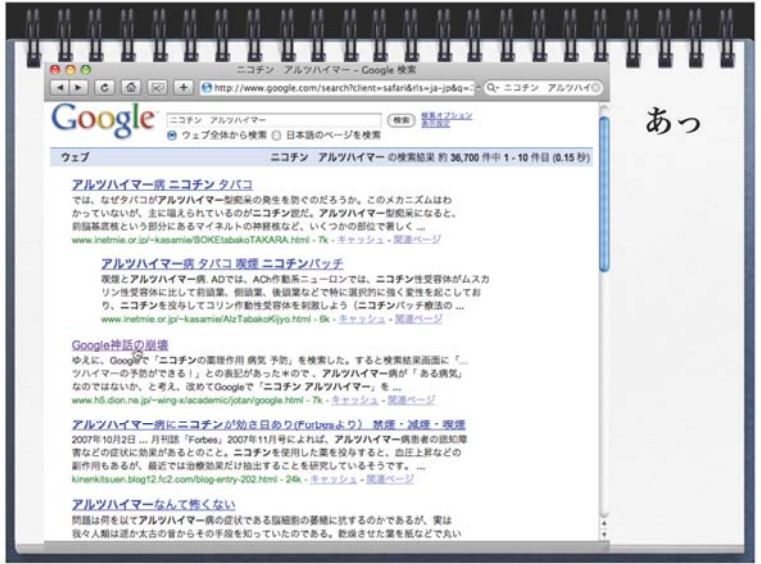 ニコチン アルツハイマー - Google 検索
http://www.google.com/search?client=safari&rls=ja-jp&q=
ニコチン アルツハイ
Google
ニコチン アルツハイマー
検索
検索オプション
表示設定
ウェブ全体から検索 日本語のページを検索
あっ
ウェブ
ニコチン アルツハイマー の検索結果 約 36,700 件中 1 - 10 件目 (0.15 秒)
アルツハイマー病 ニコチン タバコ
では、なぜタバコがアルツハイマー型痴呆の発生を防ぐのだろうか。このメカニズムはわ
かっていないが、主に唱えられているのがニコチン説だ。アルツハイマー型痴呆になると、
前脳基底核という部分にあるマイネルトの神経核など、いくつかの部位で著しく ...
www.inetmie.or.jp/~kasamie/BOKEtabakoTAKARA.html - 7k - キャッシュ - 関連ページ
アルツハイマー病 タバコ 喫煙 ニコチンパッチ
喫煙とアルツハイマー病. ADでは、ACh作動系ニューロンでは、ニコチン性受容体がムスカ
リン性受容体に比して前頭葉、側頭葉、後頭葉などで特に選択的に強く変性を起こしてお
り、ニコチンを投与してコリン作動性受容体を刺激しよう（ニコチンパッチ療法の ...
www.inetmie.or.jp/~kasamie/AlzTabakoKijyo.html - 6k - キャッシュ - 関連ページ
Google神話の崩壊
ゆえに、Googleで「ニコチンの薬理作用 病気 予防」を検索した。すると検索結果画面に「...
ツハイマーの予防ができる！」との表記があった＊ので 、アルツハイマー病が「 ある病気」
なのではないか、と考え、改めてGoogleで「ニコチン アルツハイマー」を ...
www.h5.dion.ne.jp/~wing-x/academic/jotan/google.html - 7k - キャッシュ - 関連ページ
アルツハイマー病にニコチンが効き目あり(Forbesより) 禁煙・減煙・喫煙
2007年10月2日 ... 月刊誌「Forbes」2007年11月号によれば、アルツハイマー病患者の認知障
害などの症状に効果があるとのこと。ニコチンを使用した薬を投与すると、血圧上昇などの
副作用もあるが、最近では治療効果だけ抽出することを研究しているそうです。 ...
kinenkitsuen.blog12.fc2.com/blog-entry-202.html - 24k - キャッシュ - 関連ページ
アルツハイマーなんて怖くない
問題は何を以てアルツハイマー病の症状である脳細胞の萎縮に抗するのかであるが、実は
我々人類は遥か太古の昔からその手段を知っていたのである。乾燥させた葉を紙などで丸い